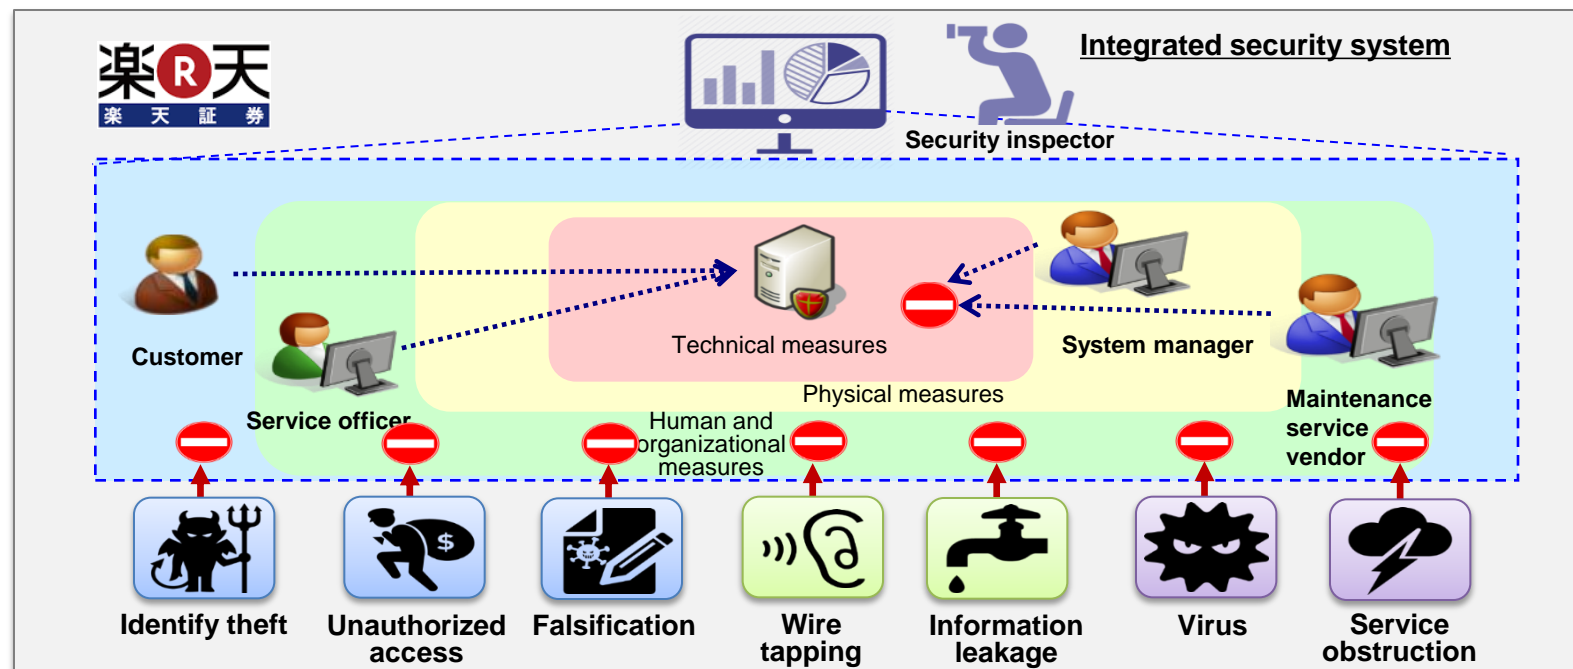 楽R天
楽天証券
Integrated security system
Security inspector
Customer
Service officer
Technical measures
System manager
Physical measures
Human and
organizational
measures
Maintenance
service
vendor
$
Identify theft
Unauthorized
access
Falsification
Wire
tapping
Information
leakage
Virus
Service
obstruction